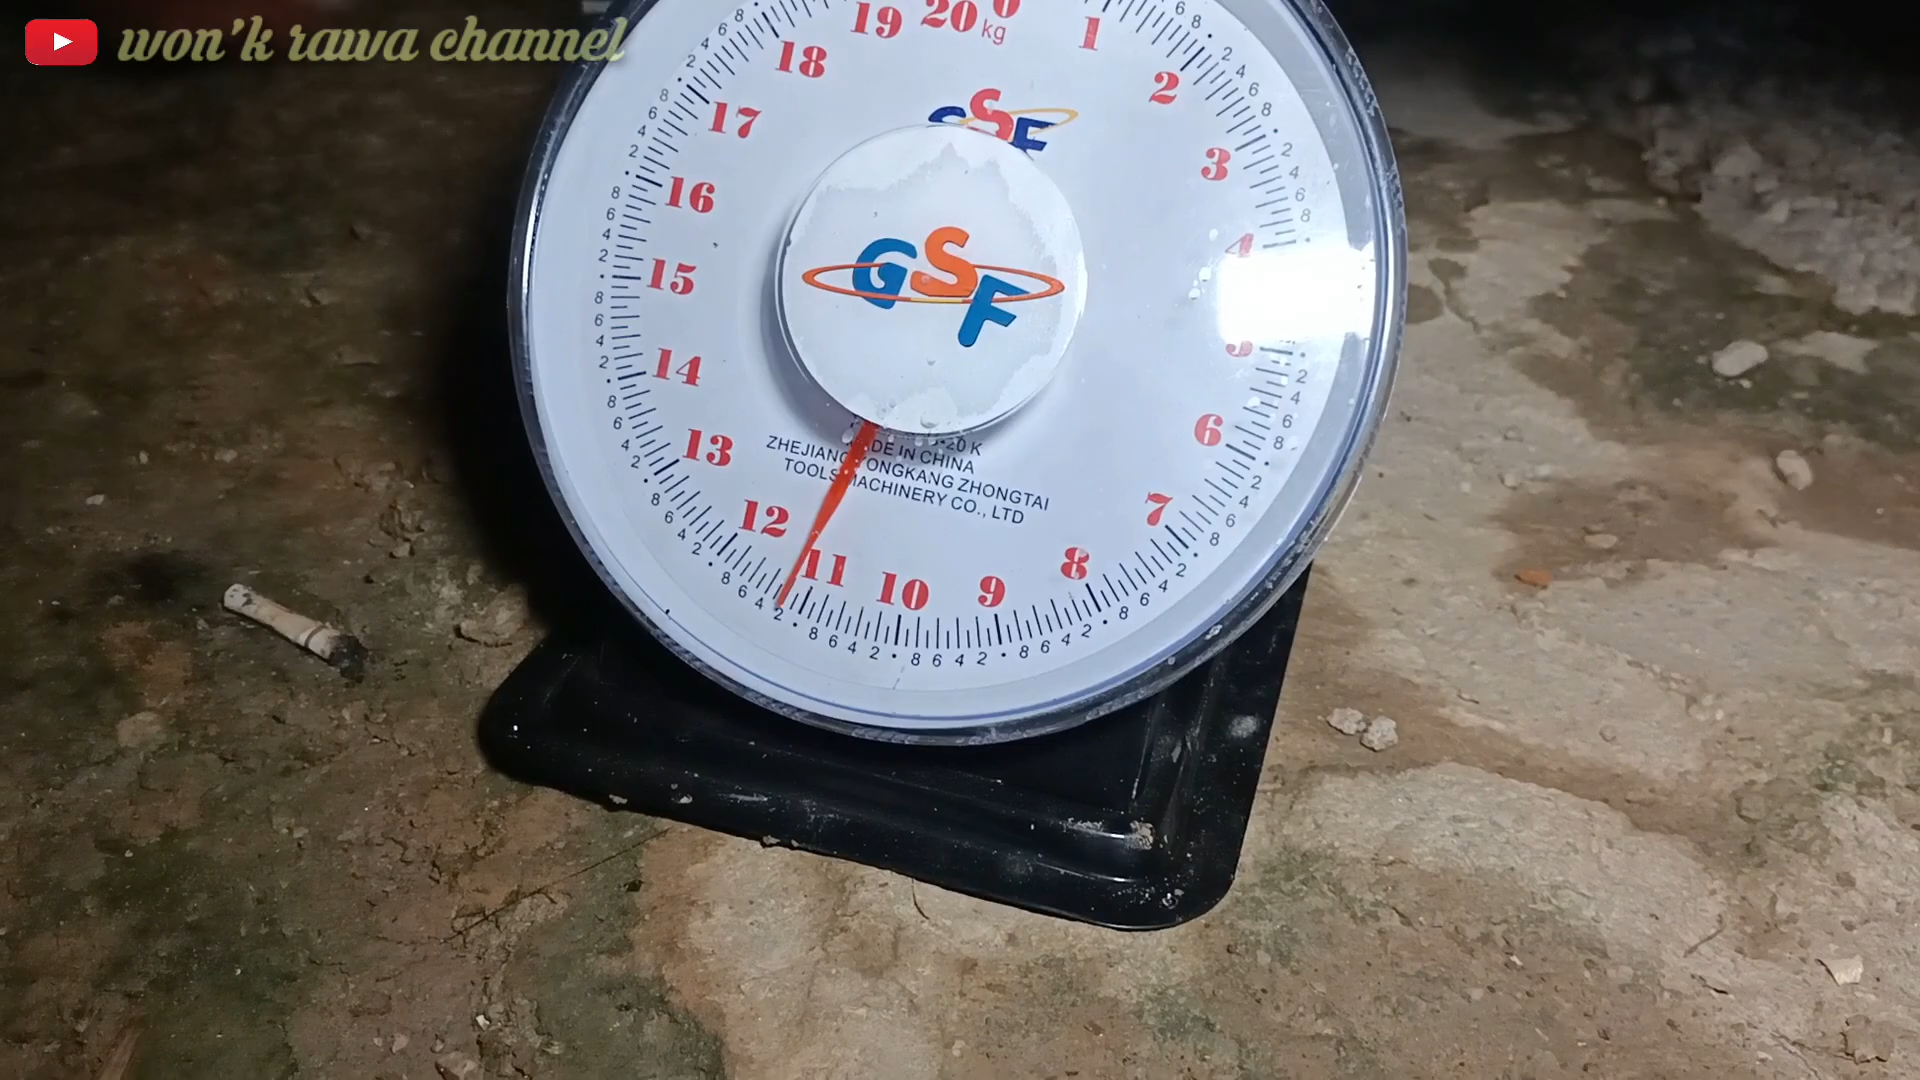 won'k rawa channel
19 20 kg 0 1
18 2
17 3
16 4
15 5
14 6
13 7
12 11 10 9 8
GSF
GSF
MADE IN CHINA
ZHEJIANG YONGKANG ZHONGTAI
TOOLS MACHINERY CO., LTD